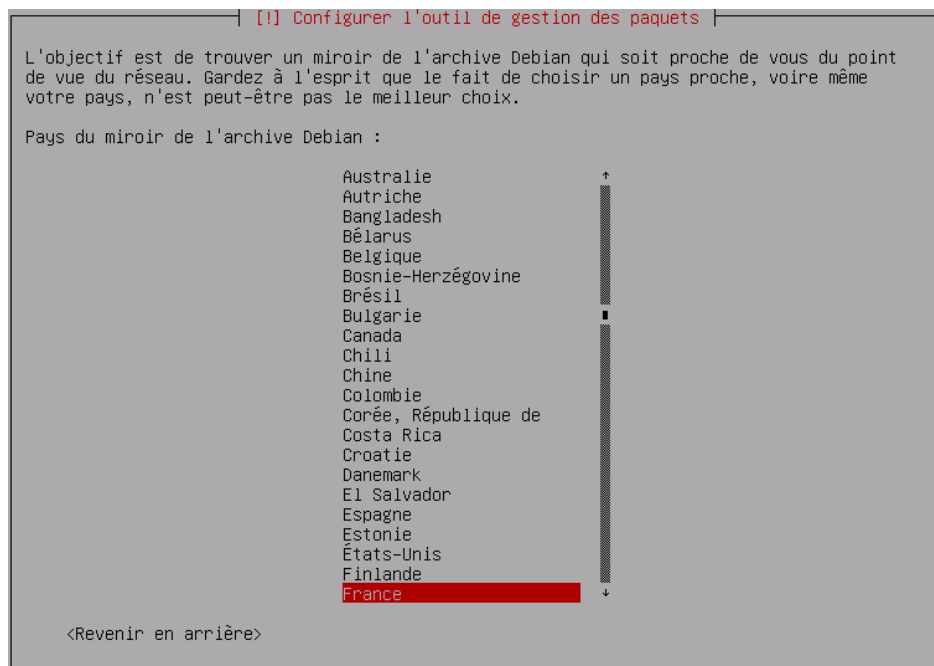 [!] Configurer l'outil de gestion des paquets
L'objectif est de trouver un miroir de l'archive Debian qui soit proche de vous du point
de vue du réseau. Gardez à l'esprit que le fait de choisir un pays proche, voire même
votre pays, n'est peut-être pas le meilleur choix.
Pays du miroir de l'archive Debian :
Australie
Autriche
Bangladesh
Bélarus
Belgique
Bosnie-Herzégovine
Brésil
Bulgarie
Canada
Chili
Chine
Colombie
Corée, République de
Costa Rica
Croatie
Danemark
El Salvador
Espagne
Estonie
États-Unis
Finlande
France
<Revenir en arrière>